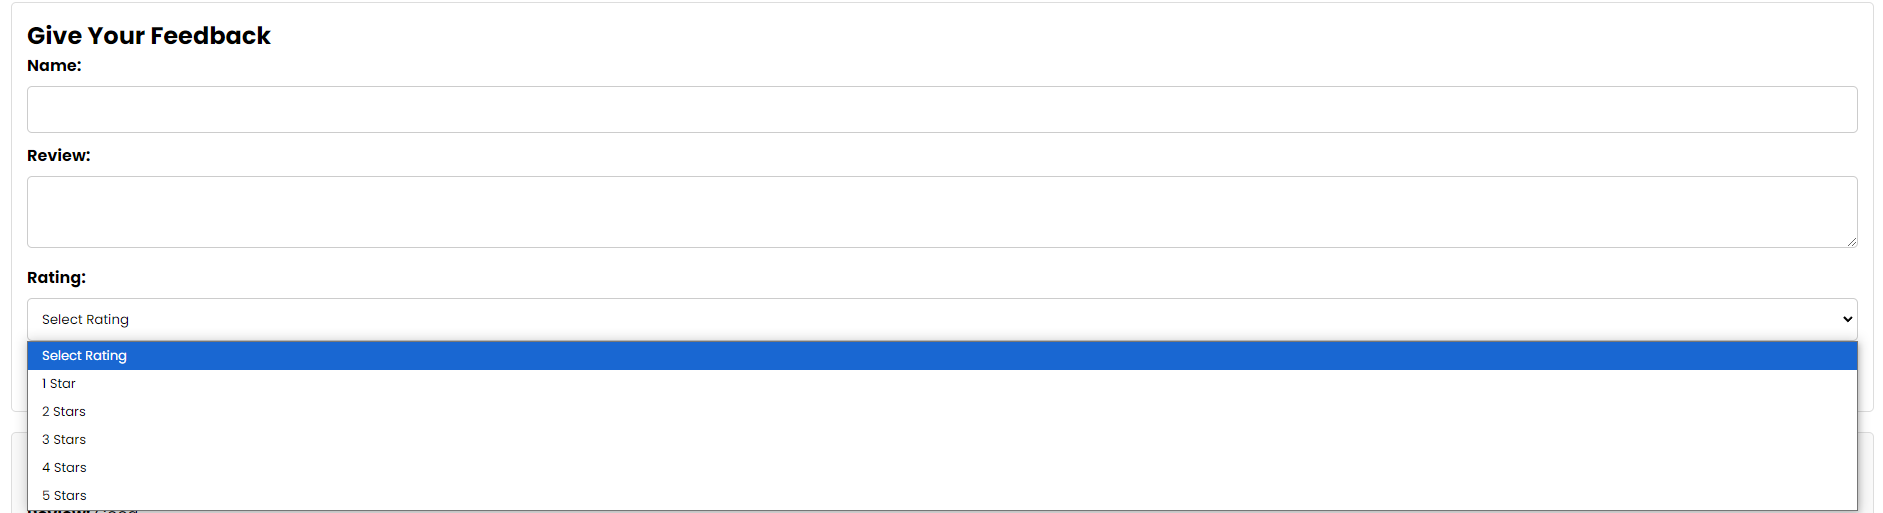 Give Your Feedback
Name:
Review:
Rating:
Select Rating
Select Rating
1 Star
2 Stars
3 Stars
4 Stars
5 Stars